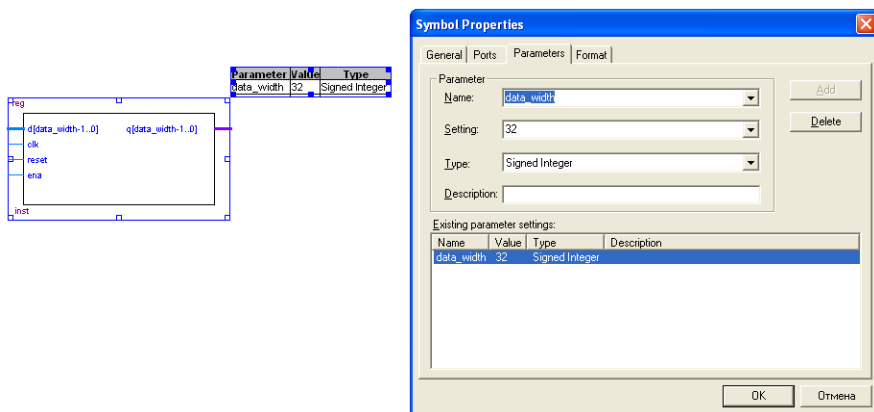 Parameter Value Type
data_width 32 Signed Integer
reg
d[data_width-1..0] q[data_width-1..0]
clk
reset
ena
inst
Symbol Properties
General Ports Parameters Format
Parameter
Name: data_width
Setting: 32
Type: Signed Integer
Description:
Add
Delete
Existing parameter settings:
Name Value Type Description
data_width 32 Signed Integer
OK Отмена